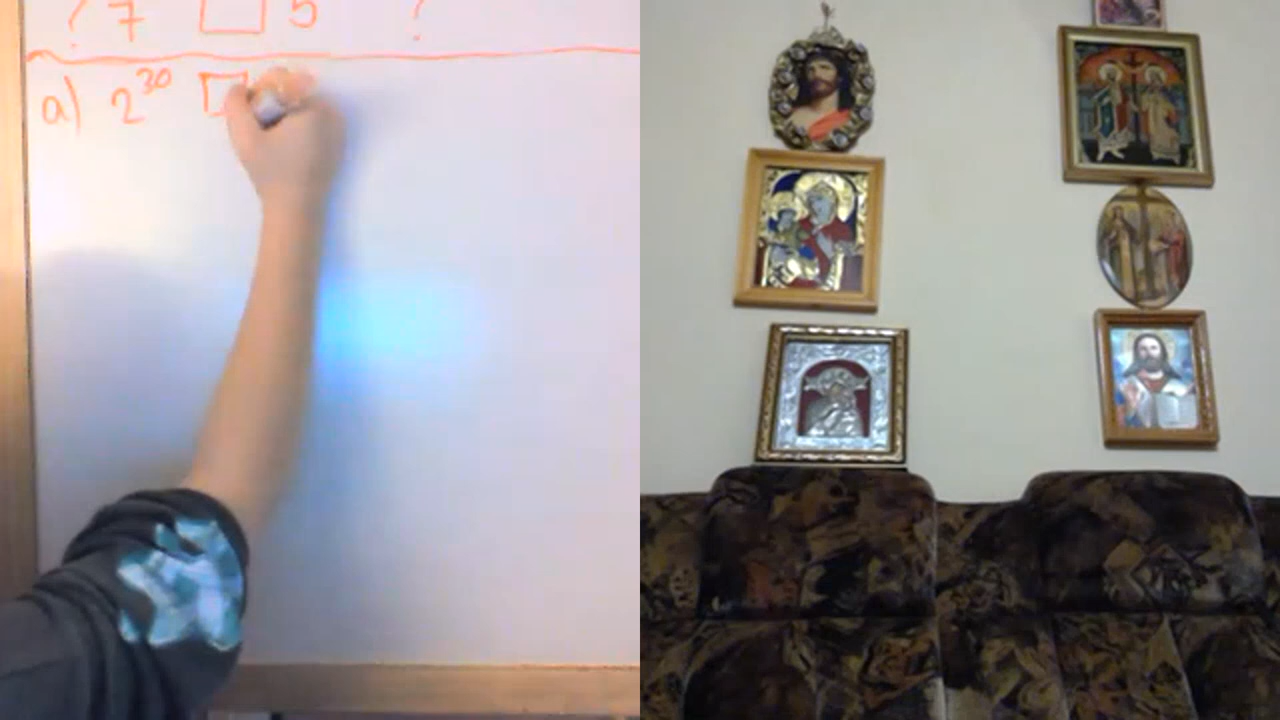 ? 7 □ 5 ?
a) 2³⁰ □